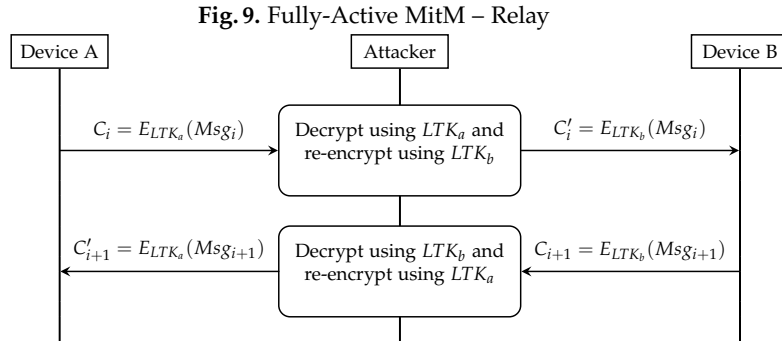 Fig. 9. Fully-Active MitM – Relay
Device A Attacker Device B
C_i = E_{LTK_a}(Msg_i)
Decrypt using LTK_a and
re-encrypt using LTK_b
C'_i = E_{LTK_b}(Msg_i)
C'_{i+1} = E_{LTK_a}(Msg_{i+1})
Decrypt using LTK_b and
re-encrypt using LTK_a
C_{i+1} = E_{LTK_b}(Msg_{i+1})